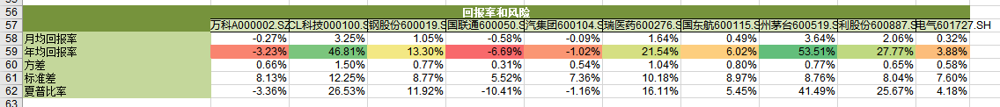 56 回报率和风险
57 万科A000002.SZ CL科技000100.S 钢股份600019.S 国联通600050.S 汽集团600104.S 瑞医药600276.S 国东航600115.S 州茅台600519.S 利股份600887.S 电气601727.SH
58 月均回报率 -0.27% 3.25% 1.05% -0.58% -0.09% 1.64% 0.49% 3.64% 2.06% 0.32%
59 年均回报率 -3.23% 46.81% 13.30% -6.69% -1.02% 21.54% 6.02% 53.51% 27.77% 3.88%
60 方差 0.66% 1.50% 0.77% 0.31% 0.54% 1.04% 0.80% 0.77% 0.65% 0.58%
61 标准差 8.13% 12.25% 8.77% 5.52% 7.36% 10.18% 8.97% 8.76% 8.04% 7.60%
62 夏普比率 -3.36% 26.53% 11.92% -10.41% -1.16% 16.11% 5.45% 41.49% 25.67% 4.18%
63